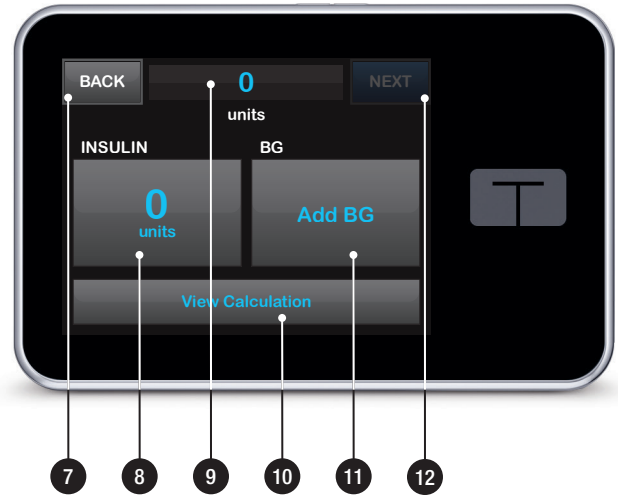 BACK 0 NEXT
units
INSULIN BG
0
units
Add BG
View Calculation
7 8 9 10 11 12